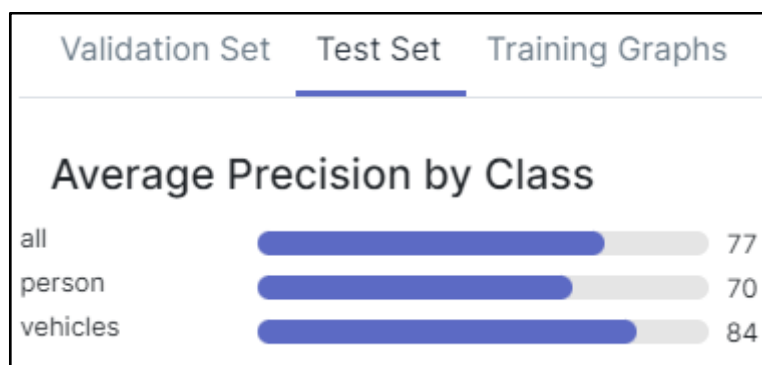 Validation Set Test Set Training Graphs
Average Precision by Class
all 77
person 70
vehicles 84